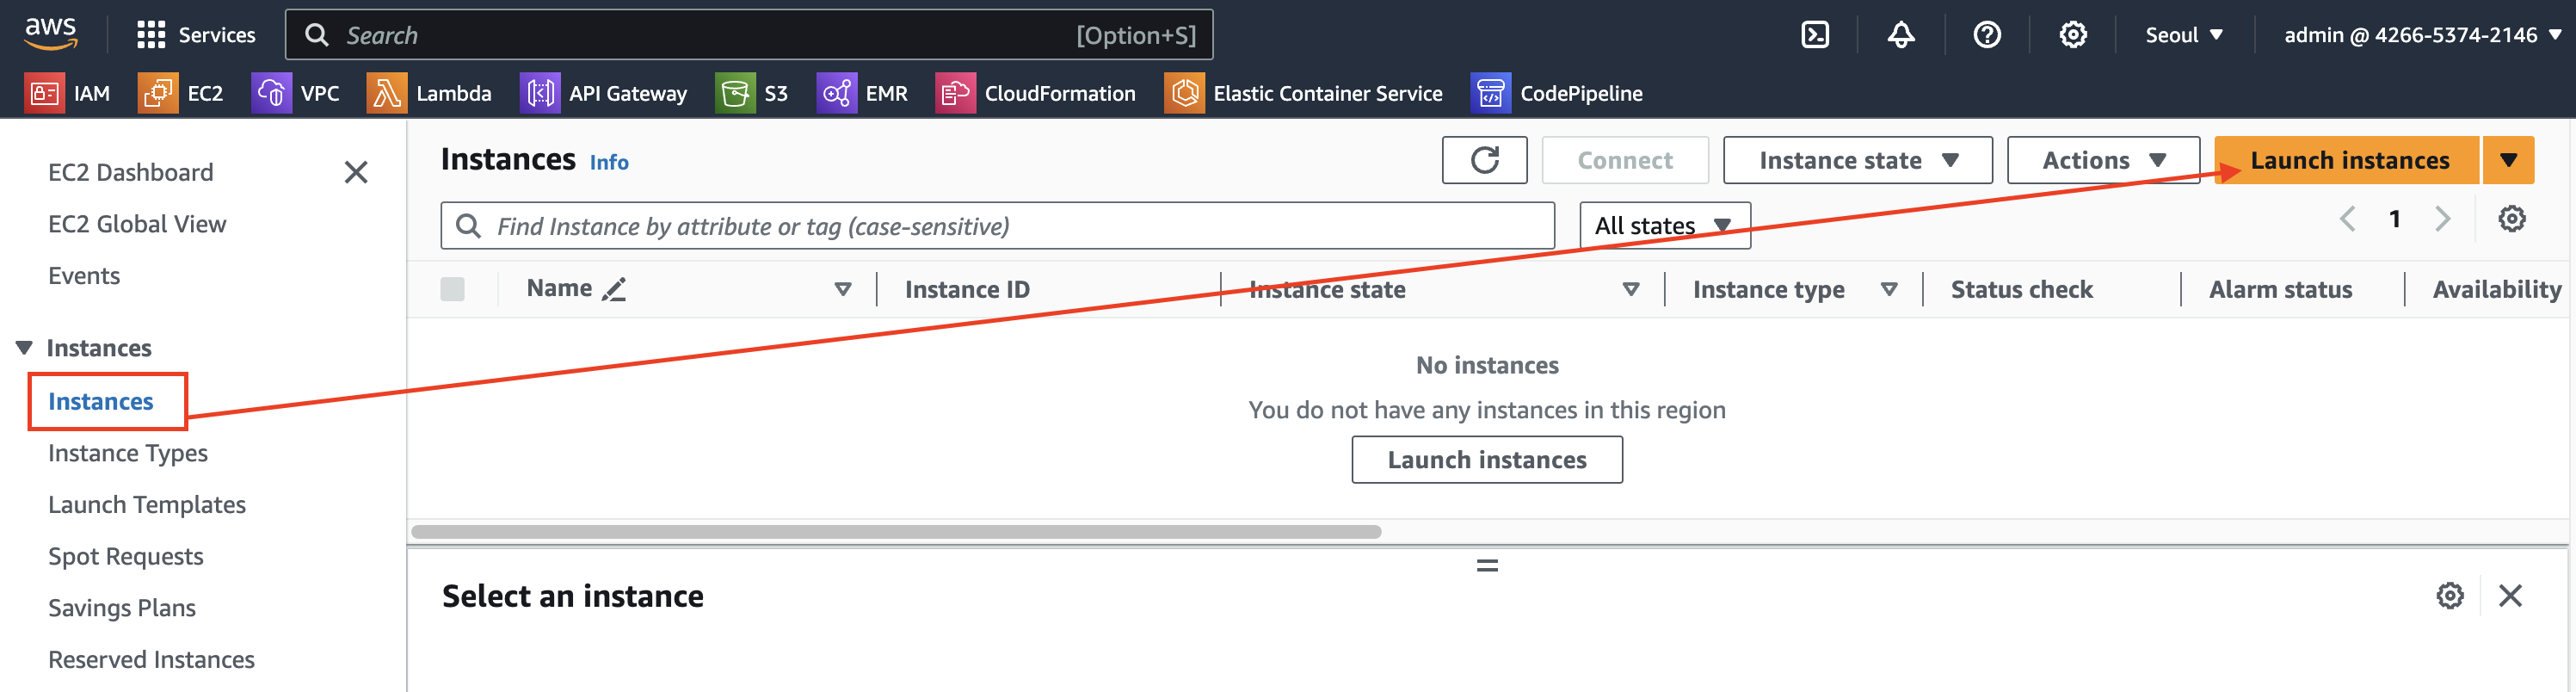 aws Services Search [Option+S] Seoul admin @ 4266-5374-2146
IAM EC2 VPC Lambda API Gateway S3 EMR CloudFormation Elastic Container Service CodePipeline
EC2 Dashboard
EC2 Global View
Events
Instances
Instances
Instance Types
Launch Templates
Spot Requests
Savings Plans
Reserved Instances
Instances Info Connect Instance state Actions Launch instances
Find Instance by attribute or tag (case-sensitive) All states 1
Name Instance ID Instance state Instance type Status check Alarm status Availability
No instances
You do not have any instances in this region
Launch instances
Select an instance